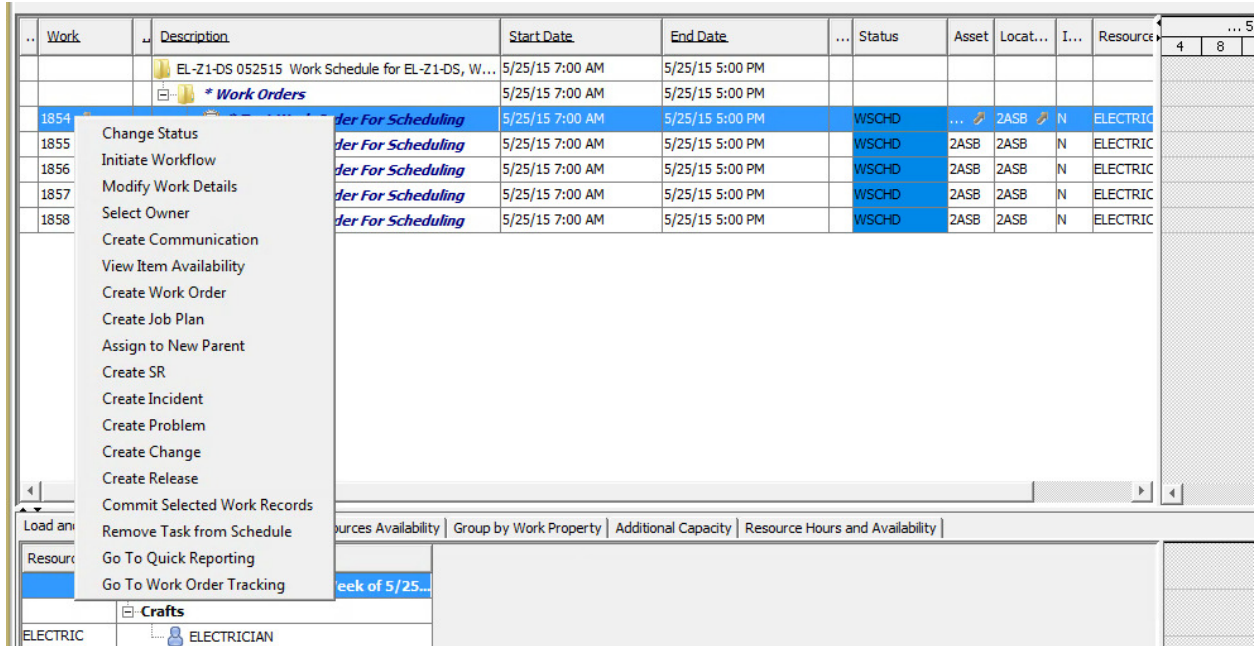 .. Work .. Description Start Date End Date ... Status Asset Locat... I... Resource ... 5
4 8
EL-Z1-DS 052515 Work Schedule for EL-Z1-DS, W... 5/25/15 7:00 AM 5/25/15 5:00 PM
* Work Orders 5/25/15 7:00 AM 5/25/15 5:00 PM
1854 der For Scheduling 5/25/15 7:00 AM 5/25/15 5:00 PM WSCHD ... 2ASB N ELECTRIC
1855 der For Scheduling 5/25/15 7:00 AM 5/25/15 5:00 PM WSCHD 2ASB 2ASB N ELECTRIC
1856 der For Scheduling 5/25/15 7:00 AM 5/25/15 5:00 PM WSCHD 2ASB 2ASB N ELECTRIC
1857 der For Scheduling 5/25/15 7:00 AM 5/25/15 5:00 PM WSCHD 2ASB 2ASB N ELECTRIC
1858 der For Scheduling 5/25/15 7:00 AM 5/25/15 5:00 PM WSCHD 2ASB 2ASB N ELECTRIC
Change Status
Initiate Workflow
Modify Work Details
Select Owner
Create Communication
View Item Availability
Create Work Order
Create Job Plan
Assign to New Parent
Create SR
Create Incident
Create Problem
Create Change
Create Release
Commit Selected Work Records
Remove Task from Schedule
Go To Quick Reporting
Go To Work Order Tracking
Load an urces Availability Group by Work Property Additional Capacity Resource Hours and Availability
Resour
eek of 5/25...
Crafts
ELECTRIC ELECTRICIAN